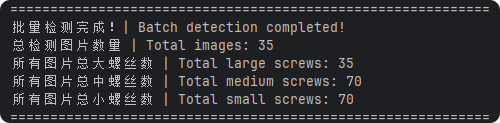 ============================================================
批量检测完成! | Batch detection completed!
总检测图片数量 | Total images: 35
所有图片总大螺丝数 | Total large screws: 35
所有图片总中螺丝数 | Total medium screws: 70
所有图片总小螺丝数 | Total small screws: 70
============================================================